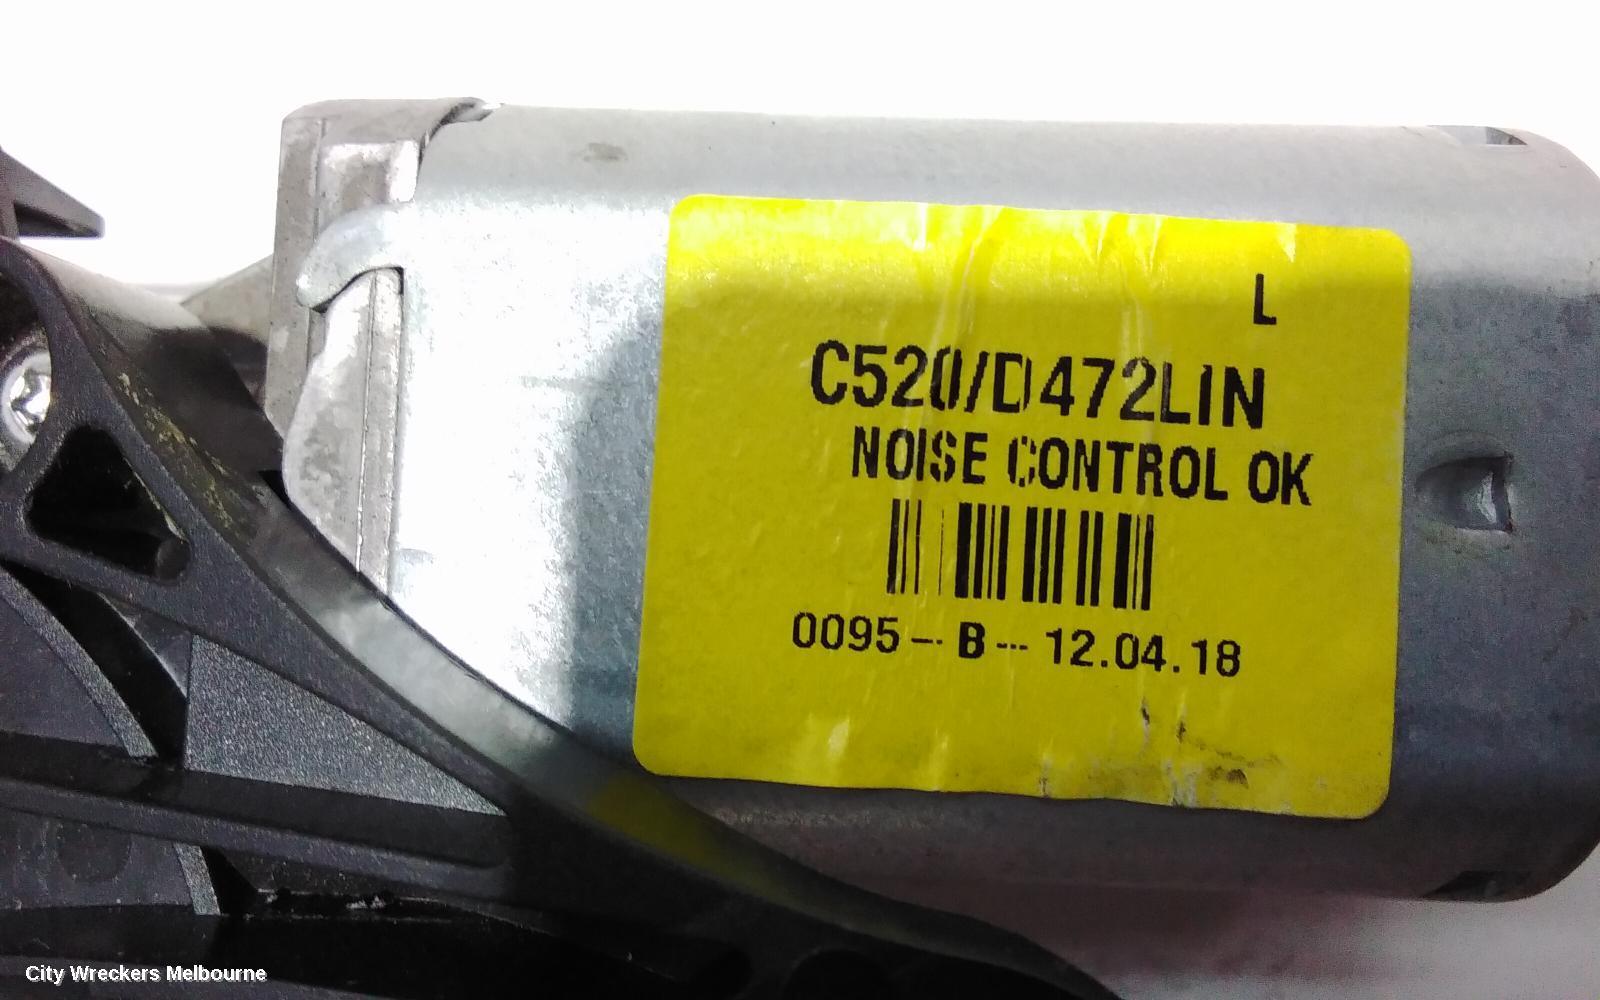 L
C520/D472LIN
NOISE CONTROL OK
0095-- B --- 12.04.18
City Wreckers Melbourne